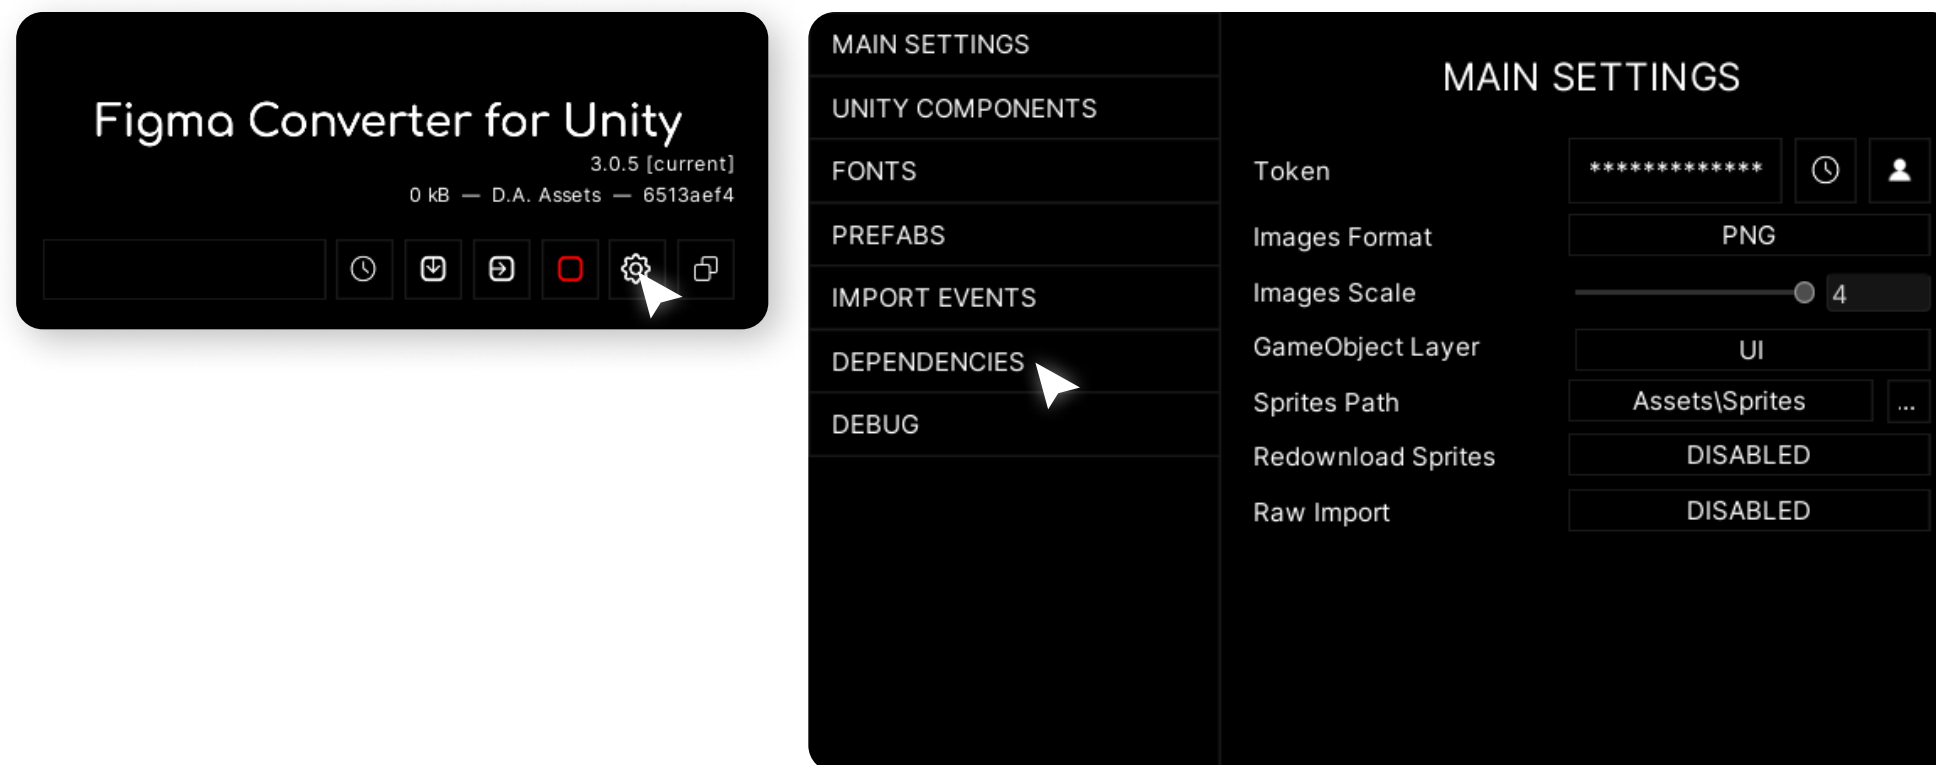 Figma Converter for Unity
3.0.5 [current]
0 kB — D.A. Assets — 6513aef4
MAIN SETTINGS
UNITY COMPONENTS
FONTS
PREFABS
IMPORT EVENTS
DEPENDENCIES
DEBUG
MAIN SETTINGS
Token *************
Images Format PNG
Images Scale 4
GameObject Layer UI
Sprites Path Assets\Sprites ...
Redownload Sprites DISABLED
Raw Import DISABLED